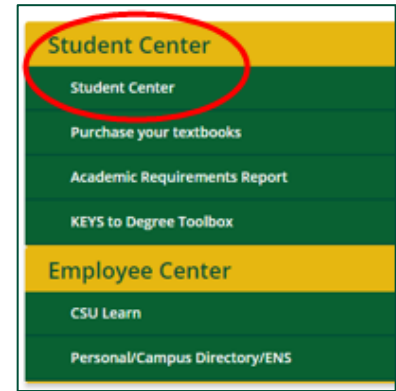 Student Center
Student Center
Purchase your textbooks
Academic Requirements Report
KEYS to Degree Toolbox
Employee Center
CSU Learn
Personal/Campus Directory/ENS